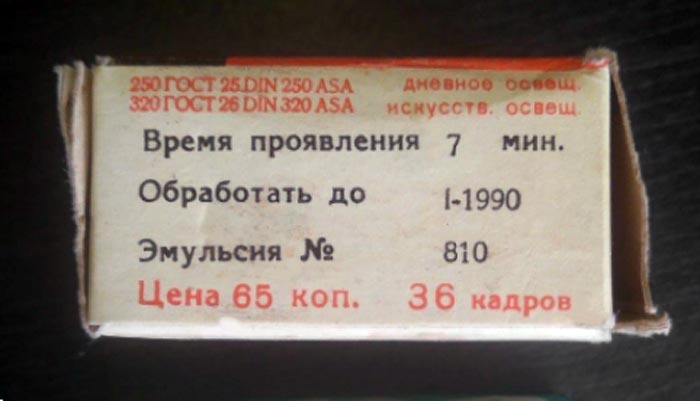 250 ГОСТ 25 DIN 250 ASA дневное освещ.
320 ГОСТ 26 DIN 320 ASA искусств. освещ.
Время проявления 7 мин.
Обработать до I-1990
Эмульсия № 810
Цена 65 коп. 36 кадров